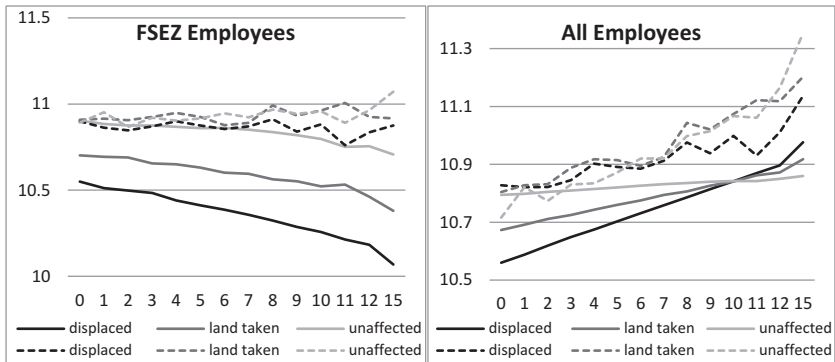 FSEZ Employees
11.5
11
10.5
10
0 1 2 3 4 5 6 7 8 9 10 11 12 15
displaced land taken unaffected
displaced land taken unaffected
All Employees
11.3
11.1
10.9
10.7
10.5
0 1 2 3 4 5 6 7 8 9 10 11 12 15
displaced land taken unaffected
displaced land taken unaffected